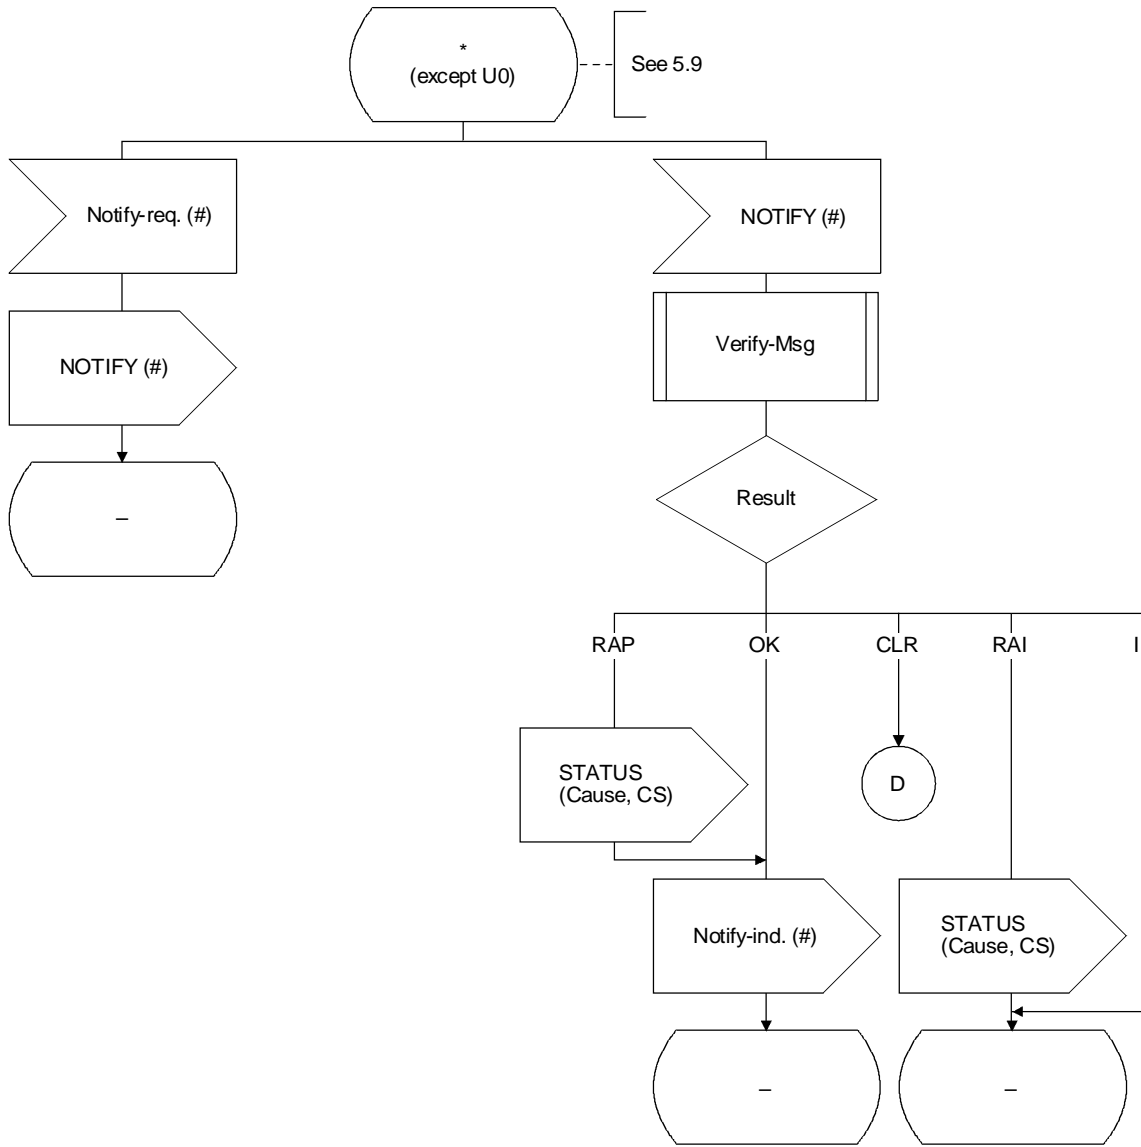 *
(except U0)
See 5.9
Notify-req. (#)
NOTIFY (#)
NOTIFY (#)
Verify-Msg
–
Result
RAP OK CLR RAI I
STATUS
(Cause, CS)
D
Notify-ind. (#)
STATUS
(Cause, CS)
–
–